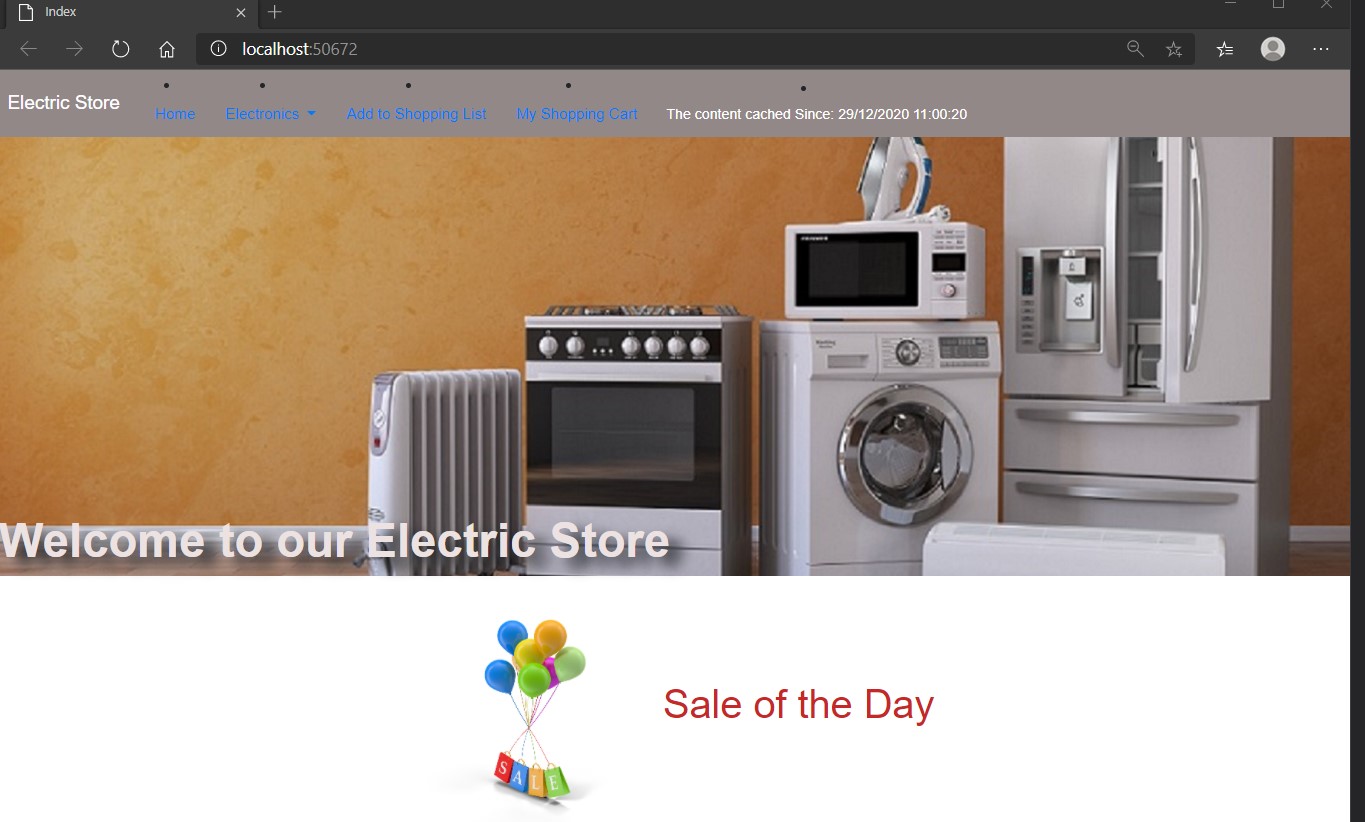 Index
localhost:50672
Electric Store
Home
Electronics
Add to Shopping List
My Shopping Cart
The content cached Since: 29/12/2020 11:00:20
Welcome to our Electric Store
Sale of the Day
SALE